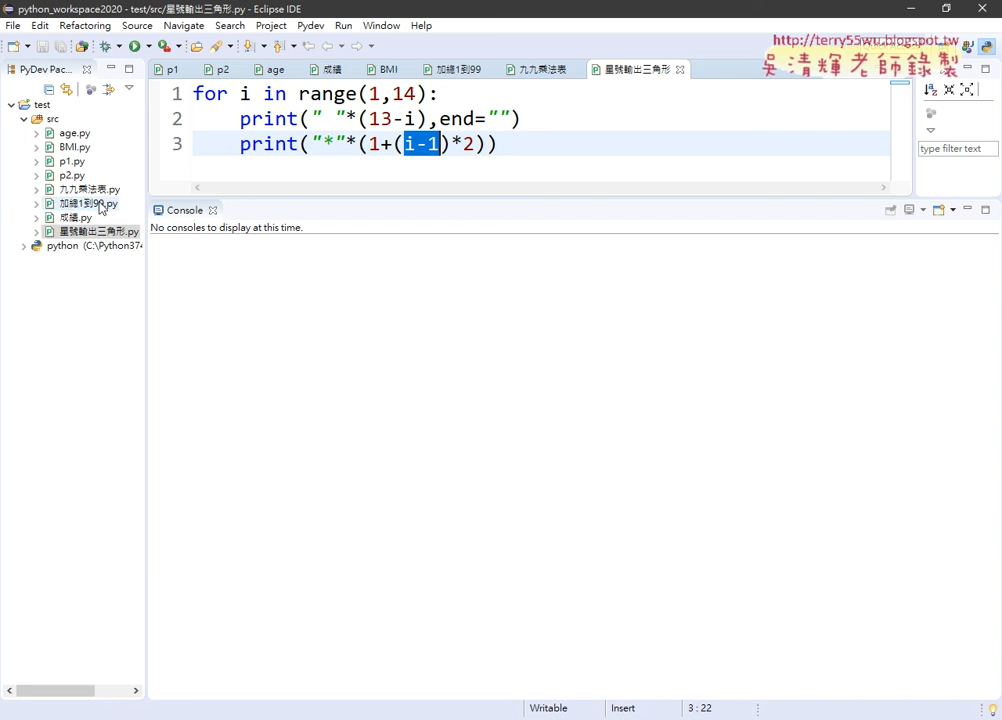 python_workspace2020 - test/src/星號輸出三角形.py - Eclipse IDE
File Edit Refactoring Source Navigate Search Project Pydev Run Window Help
http://terry55wu.blogspot.tw
吳清輝老師錄製
PyDev Pac...
p1 p2 age 成績 BMI 加總1到99 九九乘法表 星號輸出三角形
test
src
age.py
BMI.py
p1.py
p2.py
九九乘法表.py
加總1到99.py
成績.py
星號輸出三角形.py
python (C:\Python374
1 for i in range(1,14):
2 print(" "*(13-i),end="")
3 print("*"*(1+(i-1)*2))
type filter text
Console
No consoles to display at this time.
Writable Insert 3 : 22